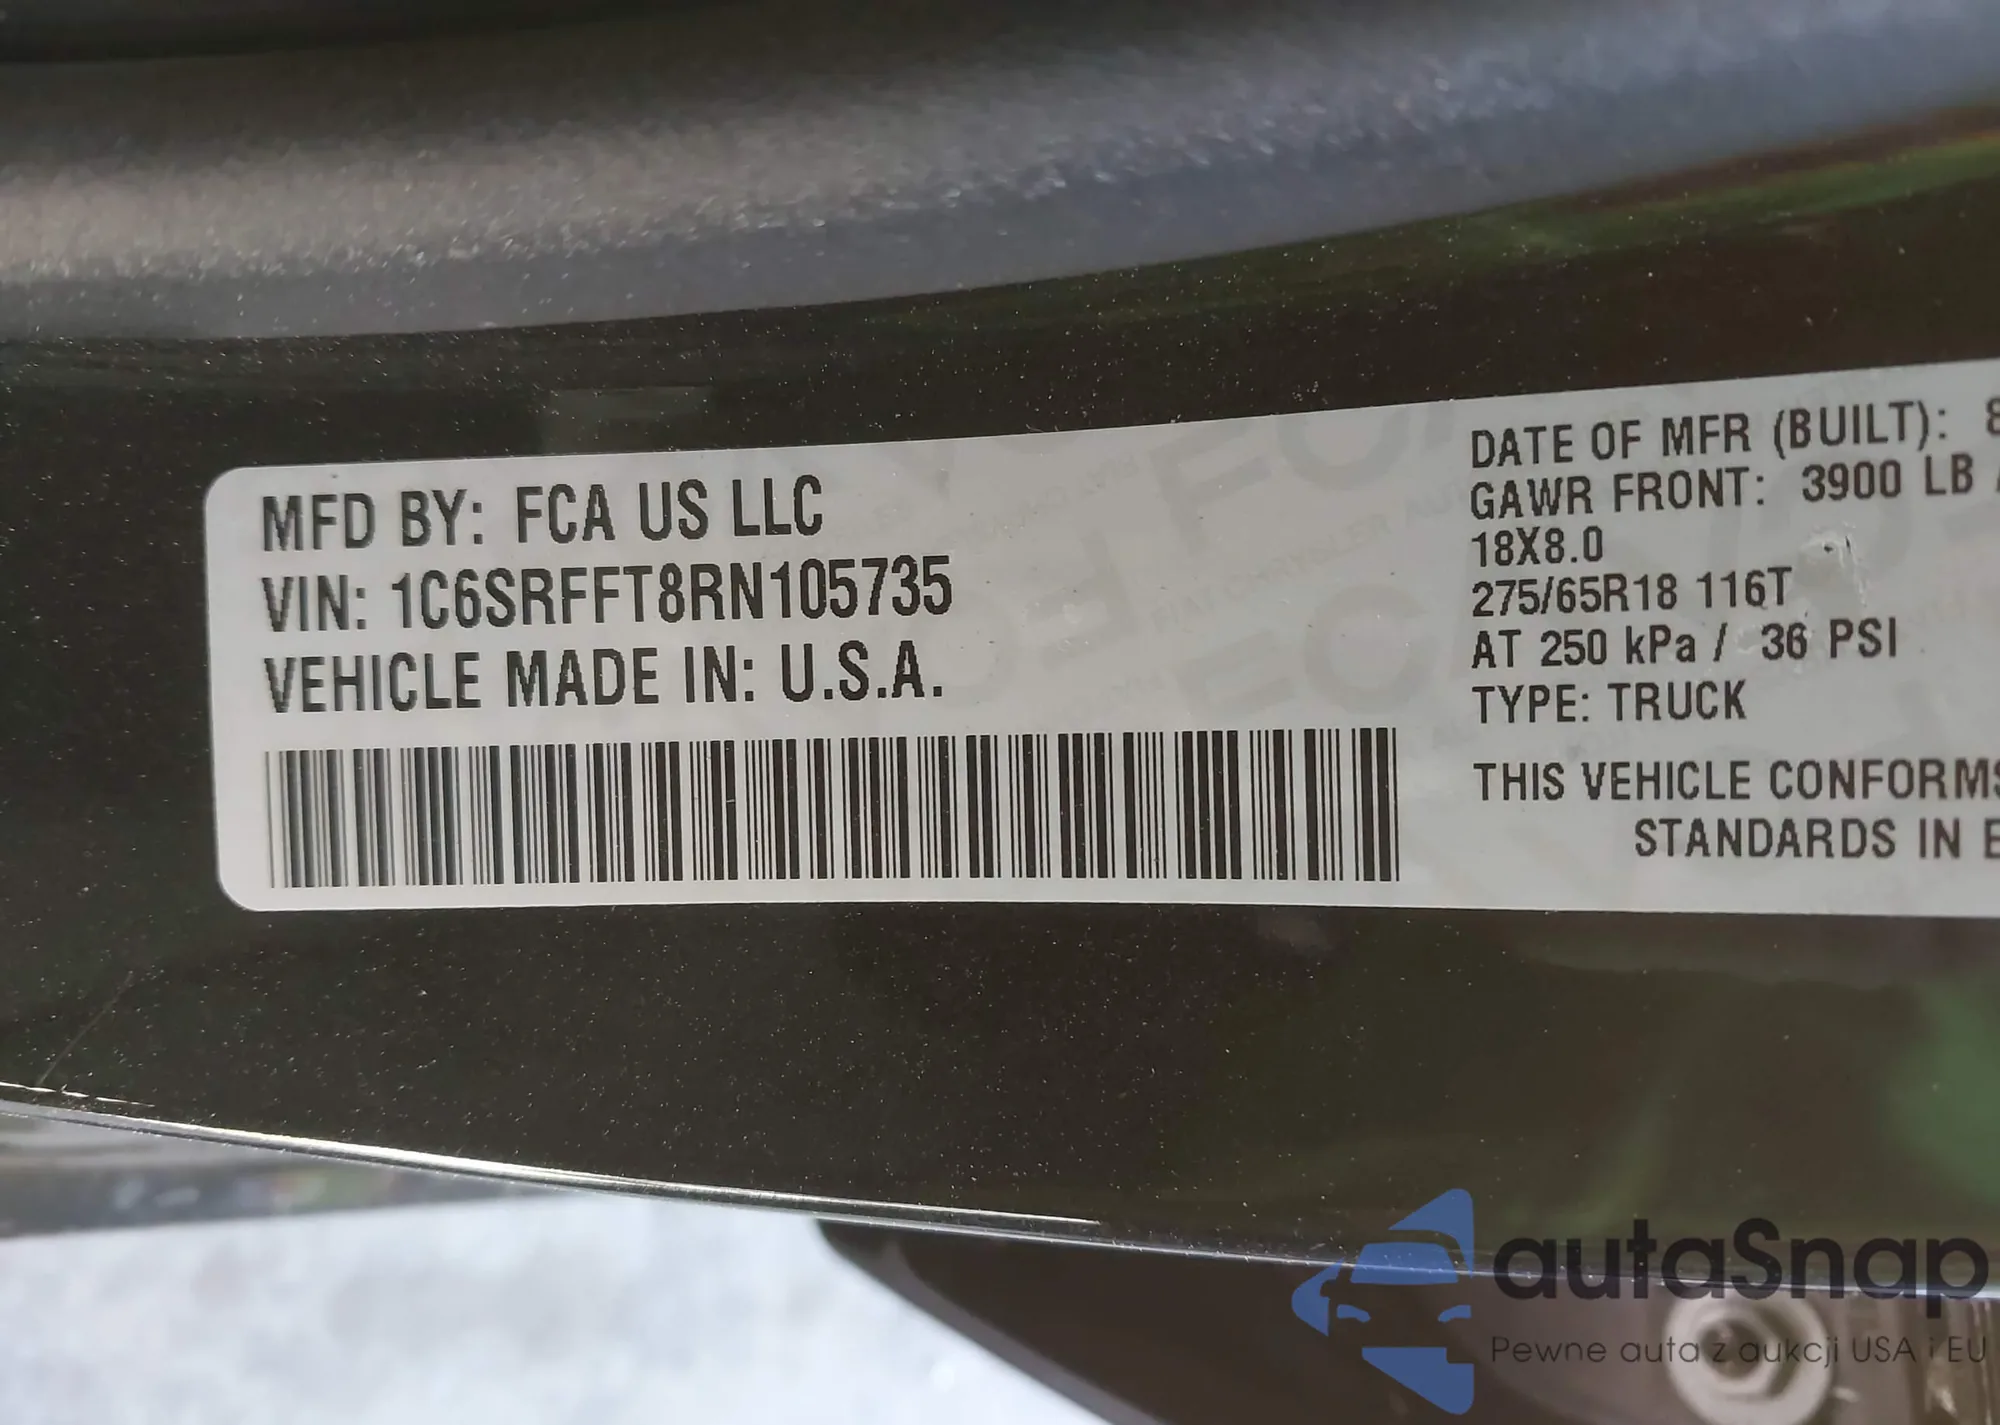 MFD BY: FCA US LLC
VIN: 1C6SRFFT8RN105735
VEHICLE MADE IN: U.S.A.
DATE OF MFR (BUILT): 8
GAWR FRONT: 3900 LB
18X8.0
275/65R18 116T
AT 250 kPa / 36 PSI
TYPE: TRUCK
THIS VEHICLE CONFORMS
STANDARDS IN E
autaSnap
Pewne auta z aukcji USA i EU